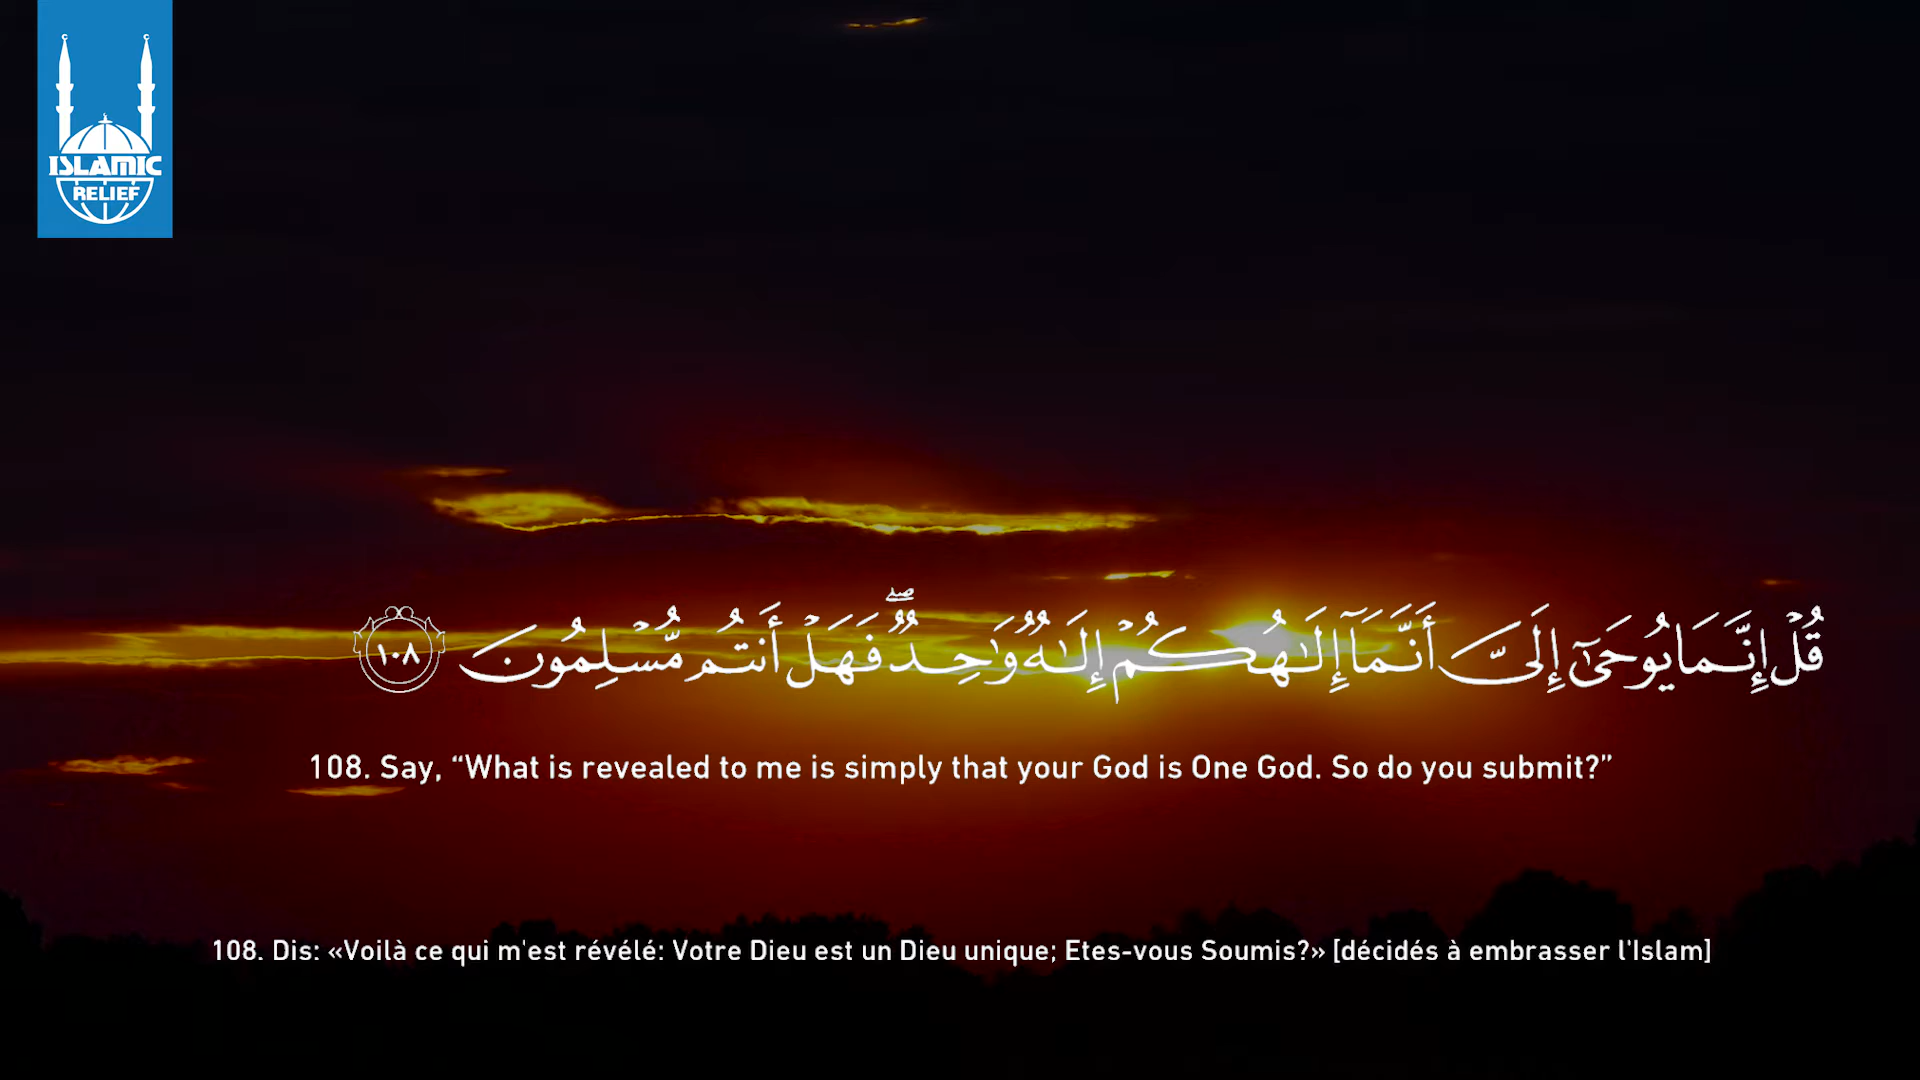 ISLAMIC
RELIEF
قُلْ إِنَّمَا يُوحَىٰٓ إِلَىَّ أَنَّمَآ إِلَـٰهُكُمْ إِلَـٰهٌ وَٰحِدٌ ۖ فَهَلْ أَنتُم مُّسْلِمُونَ ١٠٨
108. Say, “What is revealed to me is simply that your God is One God. So do you submit?”
108. Dis: «Voilà ce qui m'est révélé: Votre Dieu est un Dieu unique; Etes-vous Soumis?» [décidés à embrasser l'Islam]